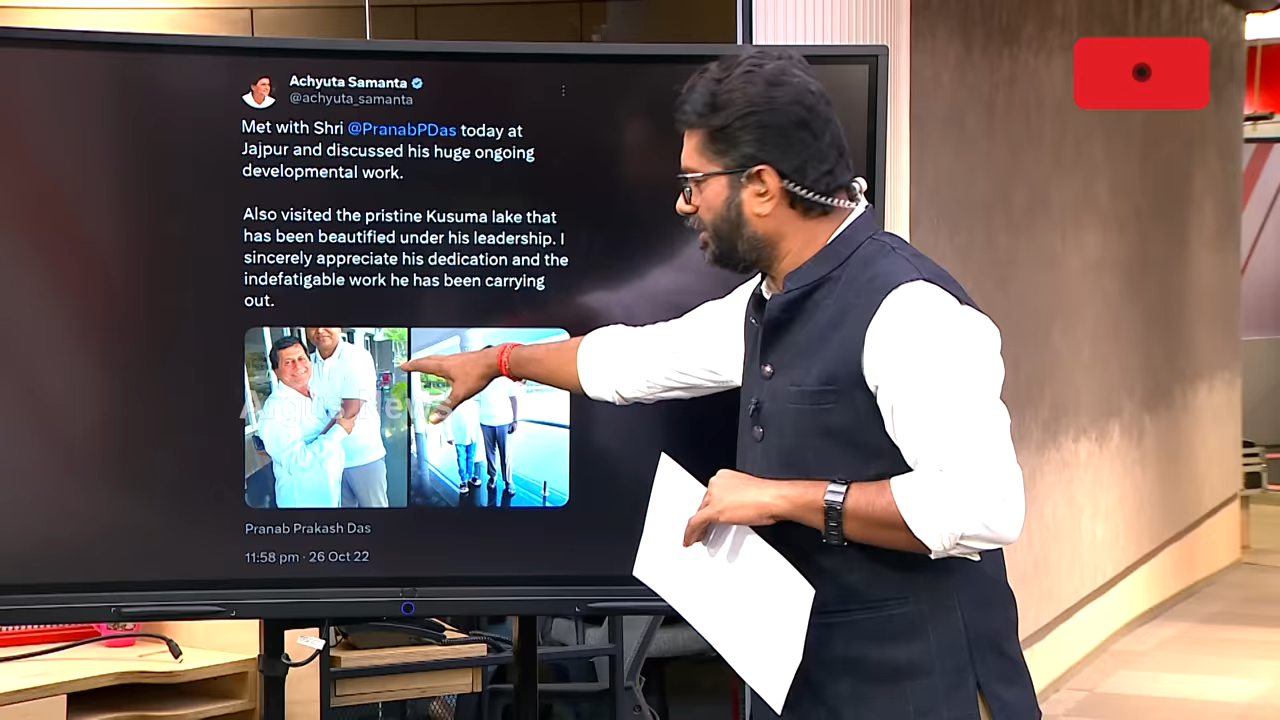 Achyuta Samanta
@achyuta_samanta
Met with Shri @PranabPDas today at
Jajpur and discussed his huge ongoing
developmental work.
Also visited the pristine Kusuma lake that
has been beautified under his leadership. I
sincerely appreciate his dedication and the
indefatigable work he has been carrying
out.
Argus News
Pranab Prakash Das
11:58 pm · 26 Oct 22